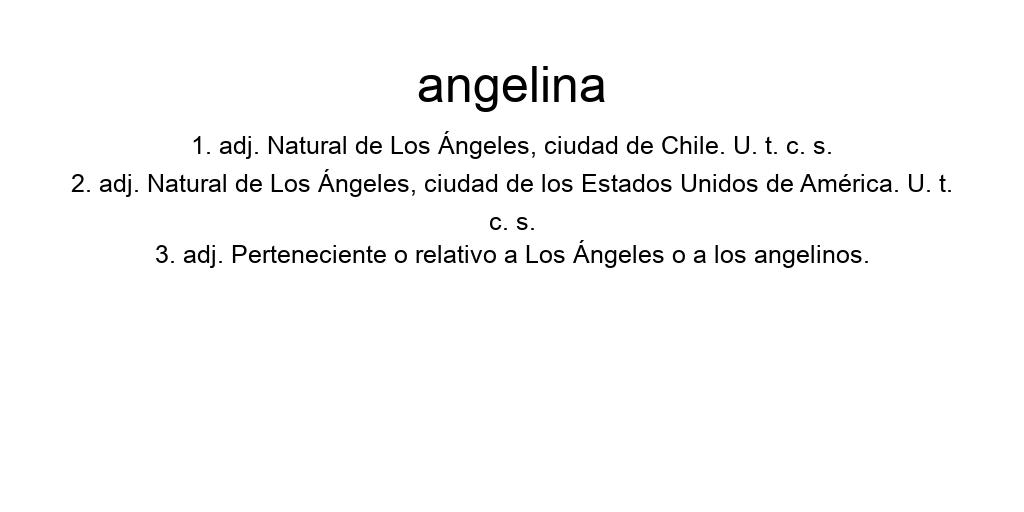 angelina
1. adj. Natural de Los Ángeles, ciudad de Chile. U. t. c. s.
2. adj. Natural de Los Ángeles, ciudad de los Estados Unidos de América. U. t.
c. s.
3. adj. Perteneciente o relativo a Los Ángeles o a los angelinos.